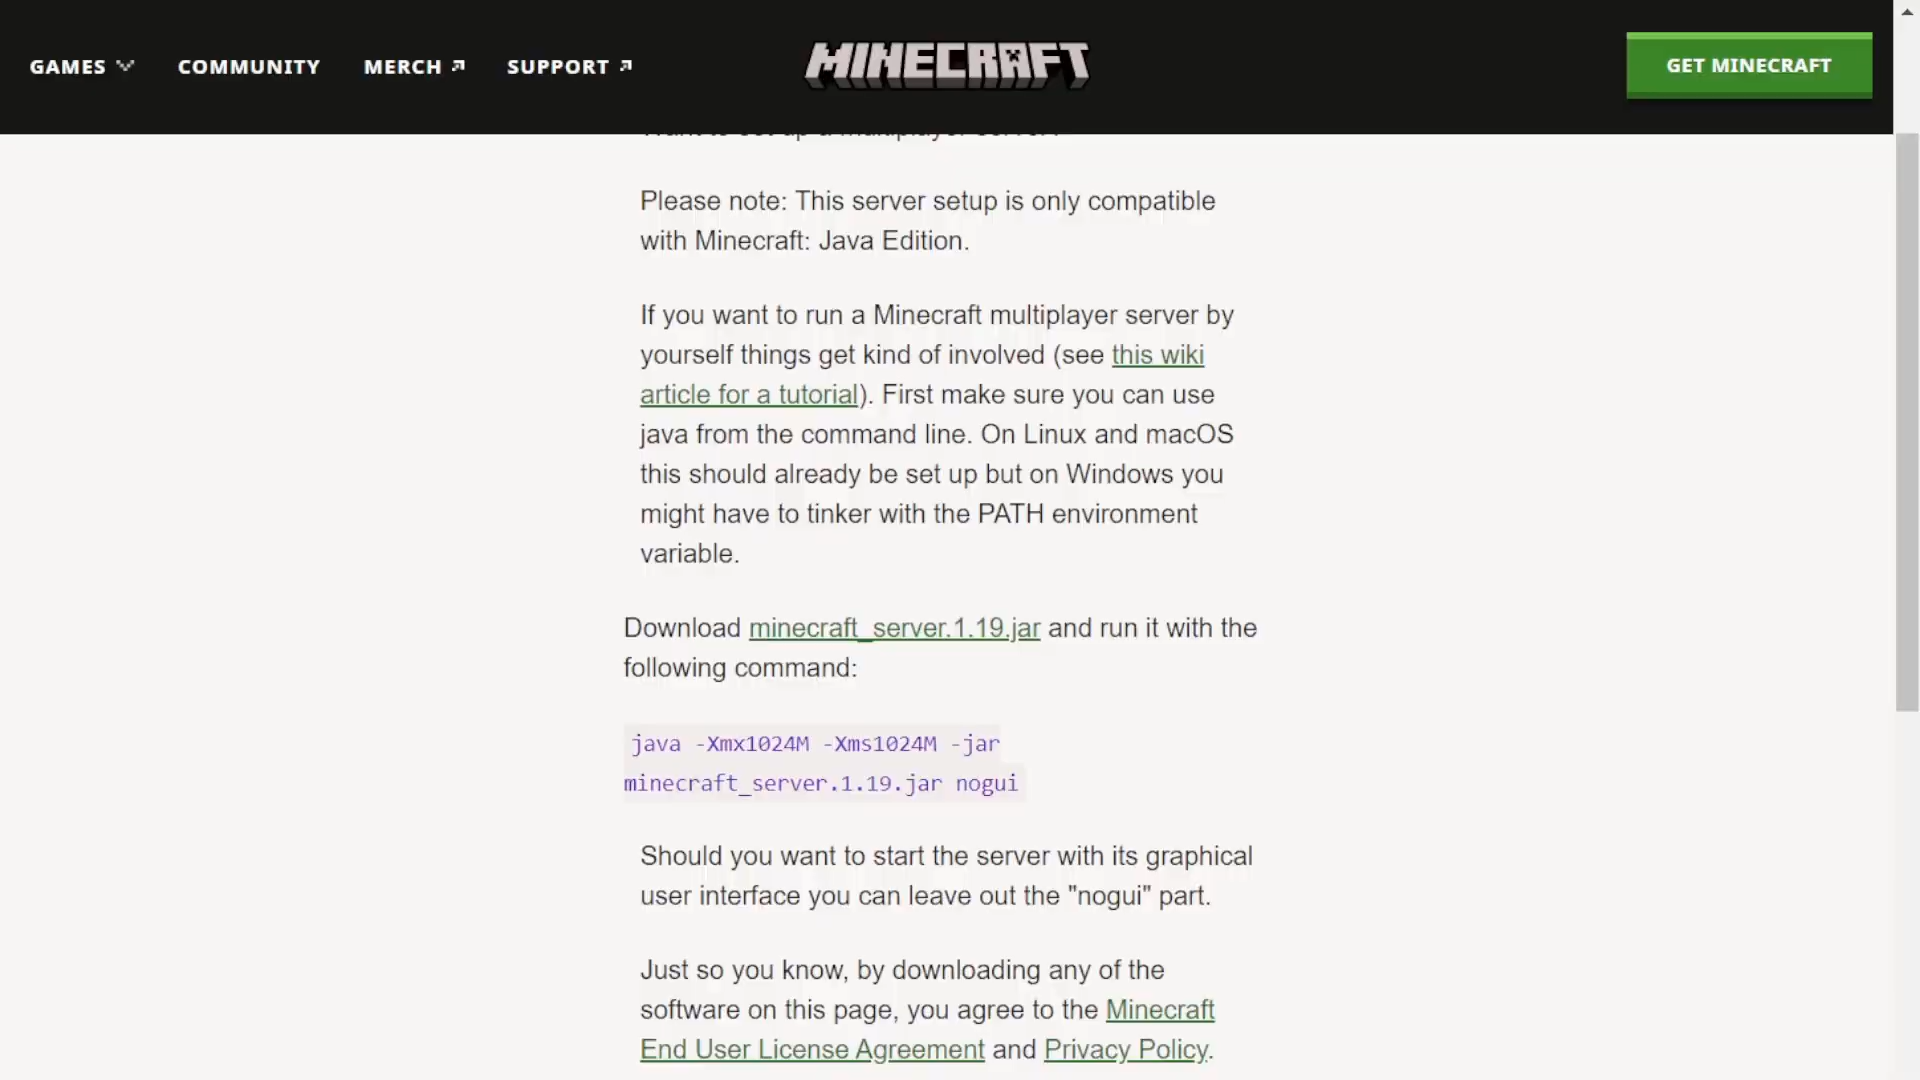 GAMES COMMUNITY MERCH SUPPORT MINECRAFT GET MINECRAFT
Please note: This server setup is only compatible
with Minecraft: Java Edition.
If you want to run a Minecraft multiplayer server by
yourself things get kind of involved (see this wiki
article for a tutorial). First make sure you can use
java from the command line. On Linux and macOS
this should already be set up but on Windows you
might have to tinker with the PATH environment
variable.
Download minecraft_server.1.19.jar and run it with the
following command:
java -Xmx1024M -Xms1024M -jar
minecraft_server.1.19.jar nogui
Should you want to start the server with its graphical
user interface you can leave out the "nogui" part.
Just so you know, by downloading any of the
software on this page, you agree to the Minecraft
End User License Agreement and Privacy Policy.